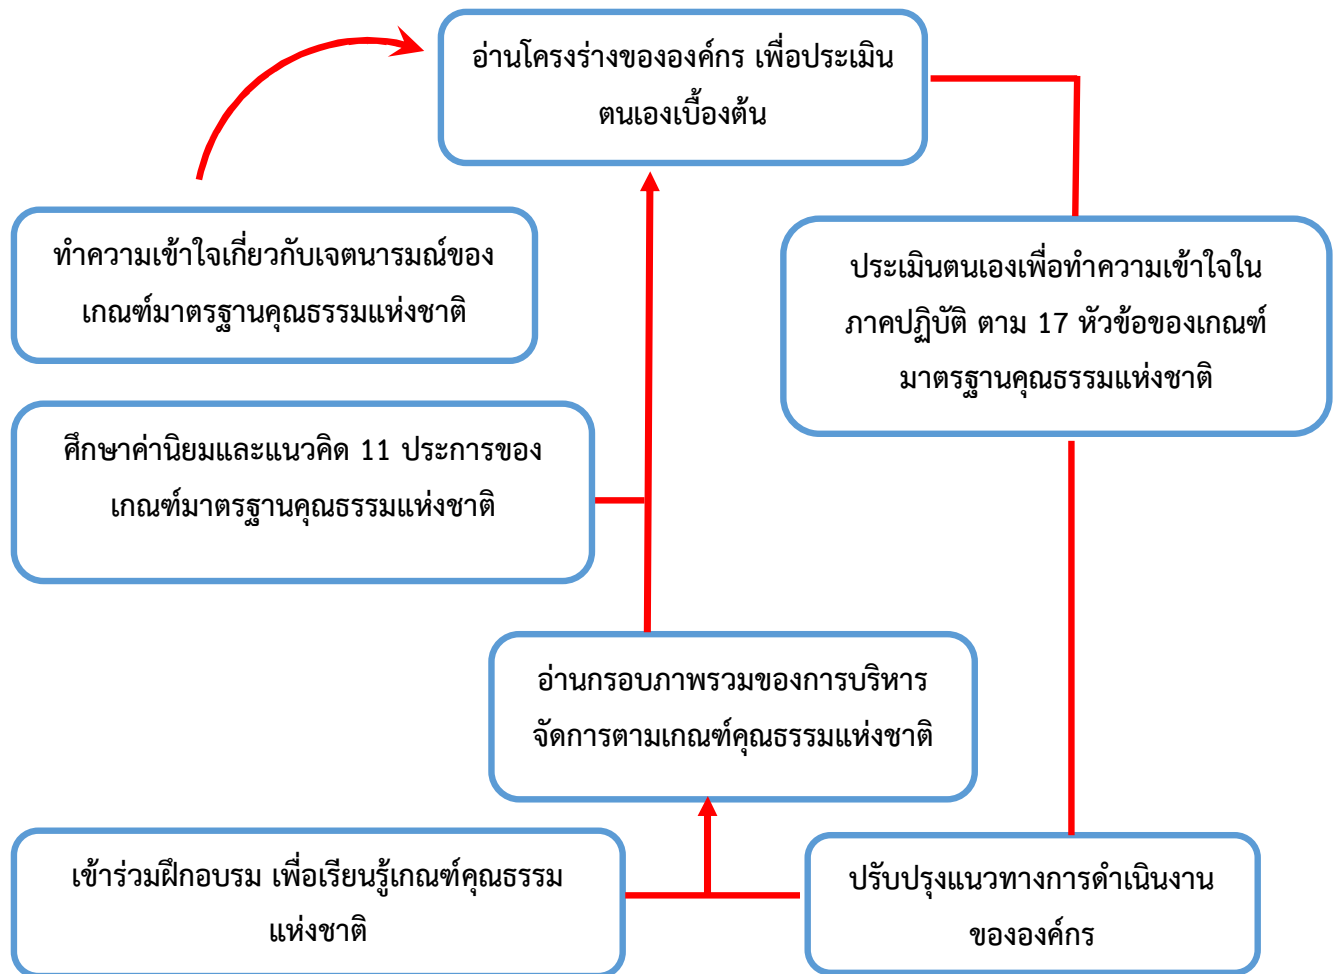 อ่านโครงร่างขององค์กร เพื่อประเมิน
ตนเองเบื้องต้น
ทำความเข้าใจเกี่ยวกับเจตนารมณ์ของ
เกณฑ์มาตรฐานคุณธรรมแห่งชาติ
ประเมินตนเองเพื่อทำความเข้าใจใน
ภาคปฏิบัติ ตาม 17 หัวข้อของเกณฑ์
มาตรฐานคุณธรรมแห่งชาติ
ศึกษาค่านิยมและแนวคิด 11 ประการของ
เกณฑ์มาตรฐานคุณธรรมแห่งชาติ
อ่านกรอบภาพรวมของการบริหาร
จัดการตามเกณฑ์คุณธรรมแห่งชาติ
เข้าร่วมฝึกอบรม เพื่อเรียนรู้เกณฑ์คุณธรรม
แห่งชาติ
ปรับปรุงแนวทางการดำเนินงาน
ขององค์กร